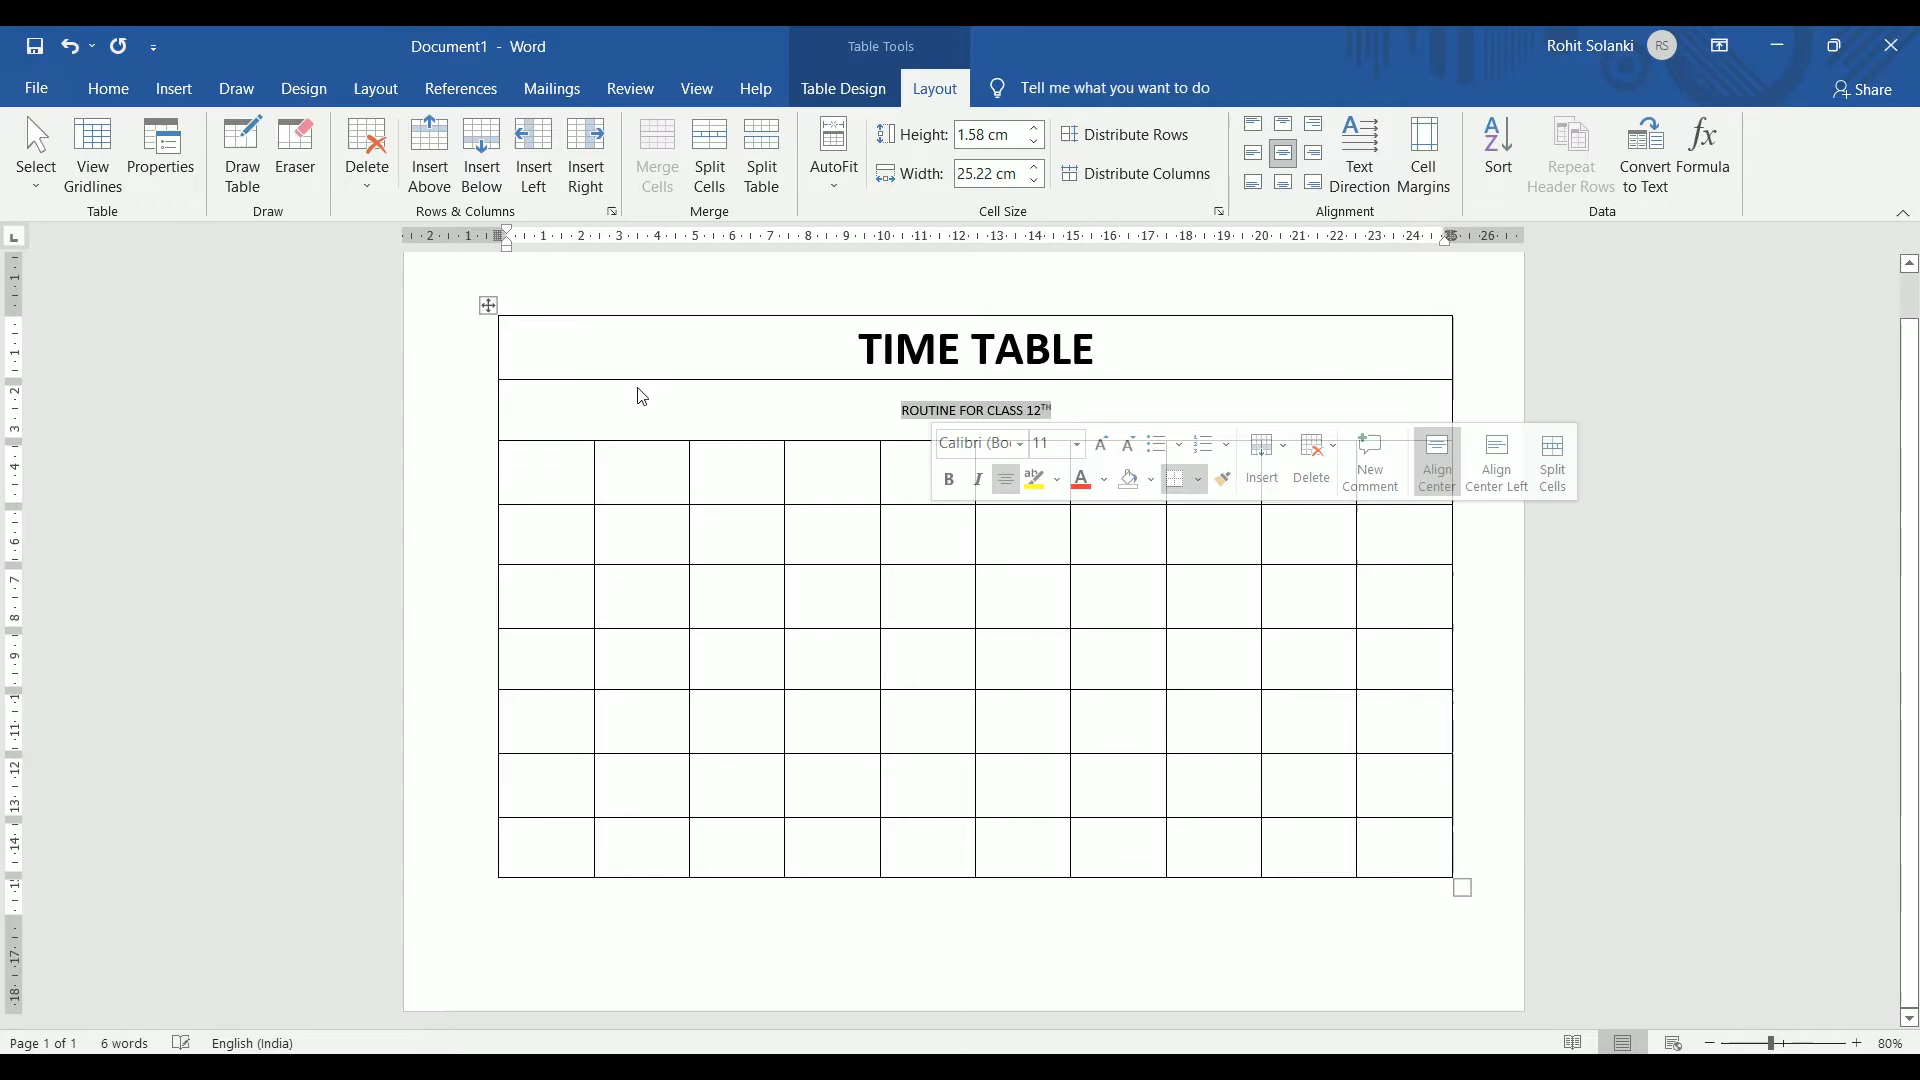 Document1 - Word
Table Tools
Rohit Solanki
RS
File
Home
Insert
Draw
Design
Layout
References
Mailings
Review
View
Help
Table Design
Layout
Tell me what you want to do
Share
Select
View Gridlines
Properties
Table
Draw Table
Eraser
Draw
Delete
Insert Above
Insert Below
Insert Left
Insert Right
Rows & Columns
Merge Cells
Split Cells
Split Table
Merge
AutoFit
Height: 1.58 cm
Width: 25.22 cm
Distribute Rows
Distribute Columns
Cell Size
Text Direction
Cell Margins
Alignment
Sort
Repeat Header Rows
Convert to Text
Formula
Data
TIME TABLE
ROUTINE FOR CLASS 12TH
Calibri (Bo
11
Insert
Delete
New Comment
Align Center
Align Center Left
Split Cells
Page 1 of 1
6 words
English (India)
80%